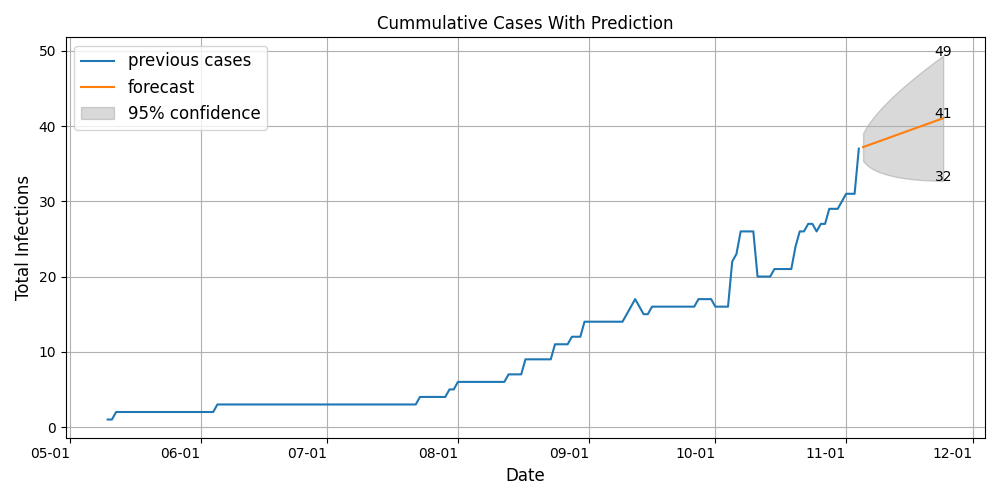 Cummulative Cases With Prediction
previous cases
forecast
95% confidence
49
41
32
Total Infections
50
40
30
20
10
0
05-01
06-01
07-01
08-01
09-01
10-01
11-01
12-01
Date